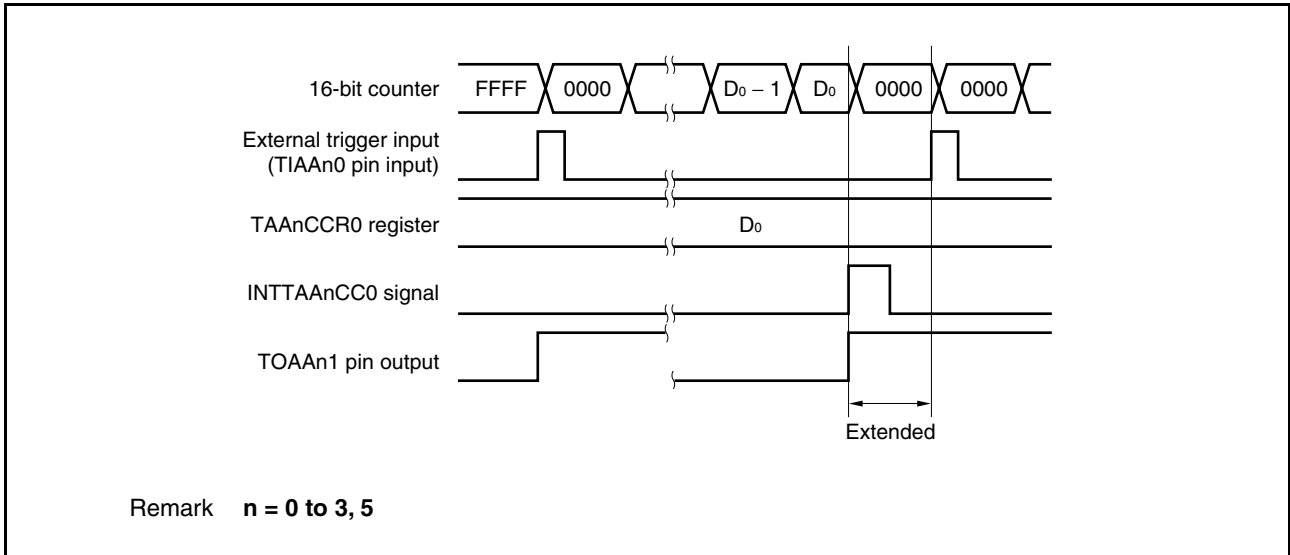 16-bit counter FFFF 0000 D0 − 1 D0 0000 0000
External trigger input
(TIAAn0 pin input)
TAAnCCR0 register D0
INTTAAnCC0 signal
TOAAn1 pin output
Extended
Remark n = 0 to 3, 5